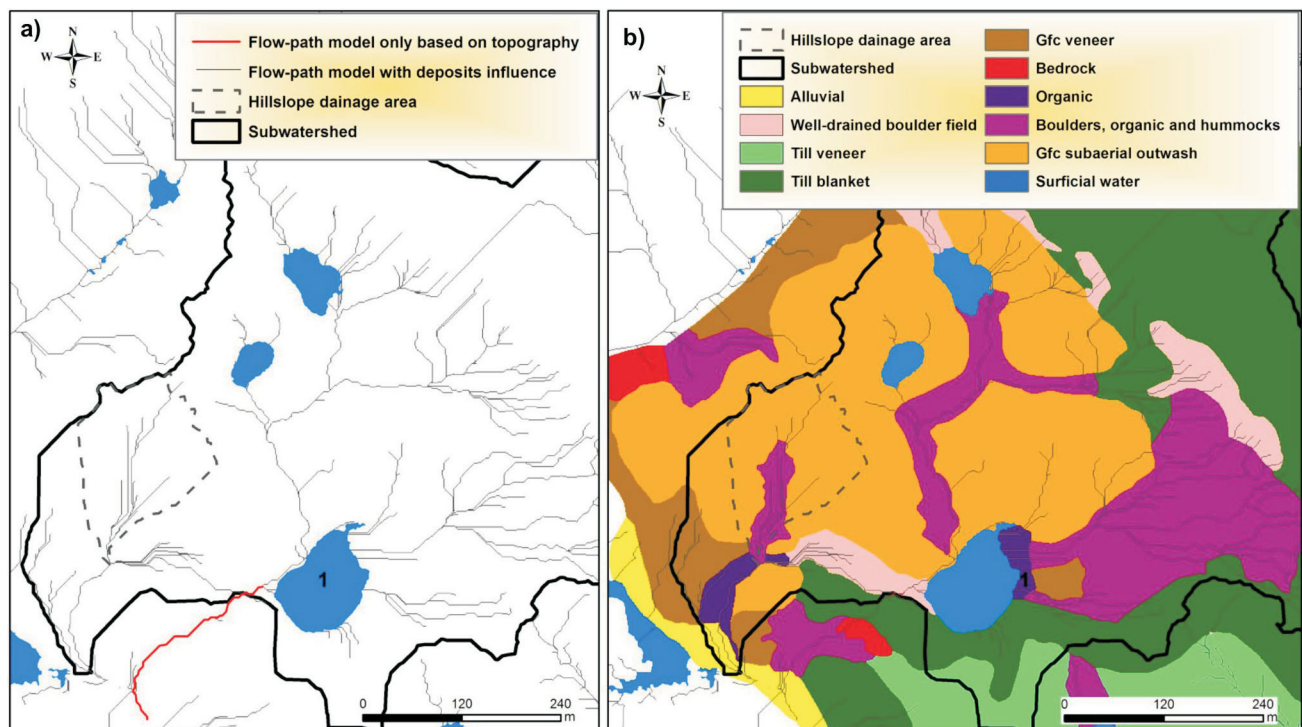 a)
N
W E
S
Flow-path model only based on topography
Flow-path model with deposits influence
Hillslope dainage area
Subwatershed
1
0 120 240
m
b)
N
W E
S
Hillslope dainage area
Subwatershed
Alluvial
Well-drained boulder field
Till veneer
Till blanket
Gfc veneer
Bedrock
Organic
Boulders, organic and hummocks
Gfc subaerial outwash
Surficial water
1
0 120 240
m